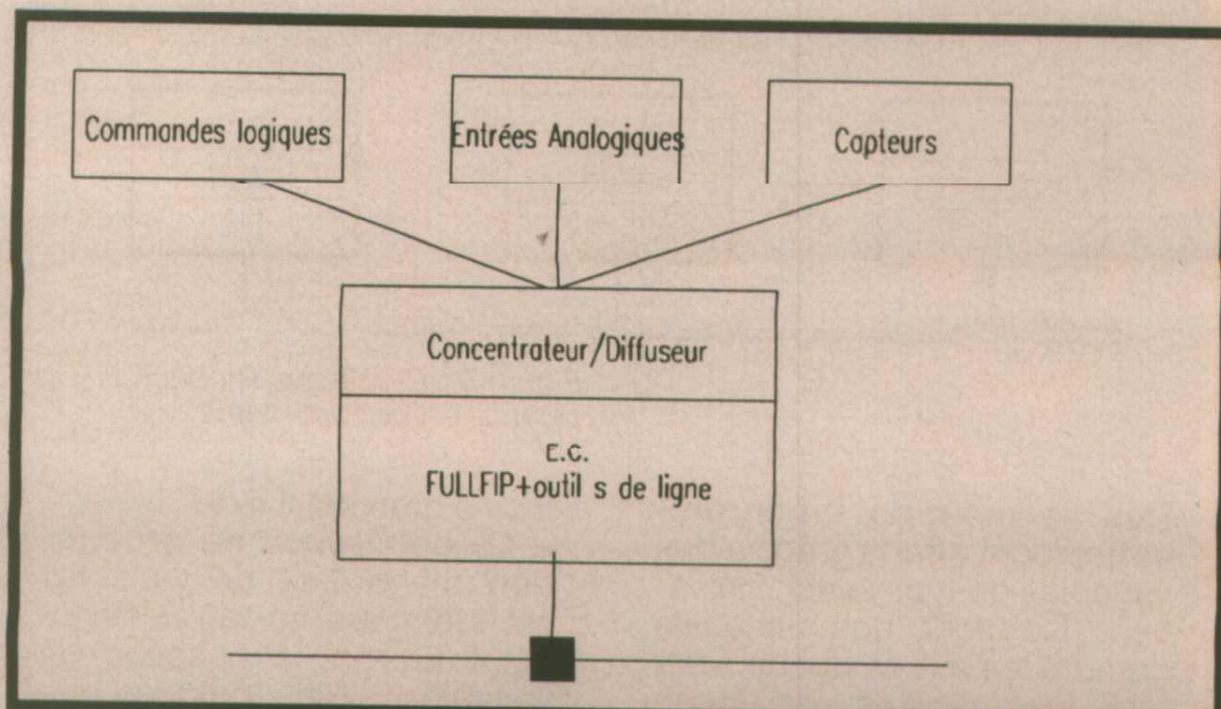 Commandes logiques
Entrées Analogiques
Capteurs
Concentrateur/Diffuseur
E.C.
FULLFIP+outil s de ligne